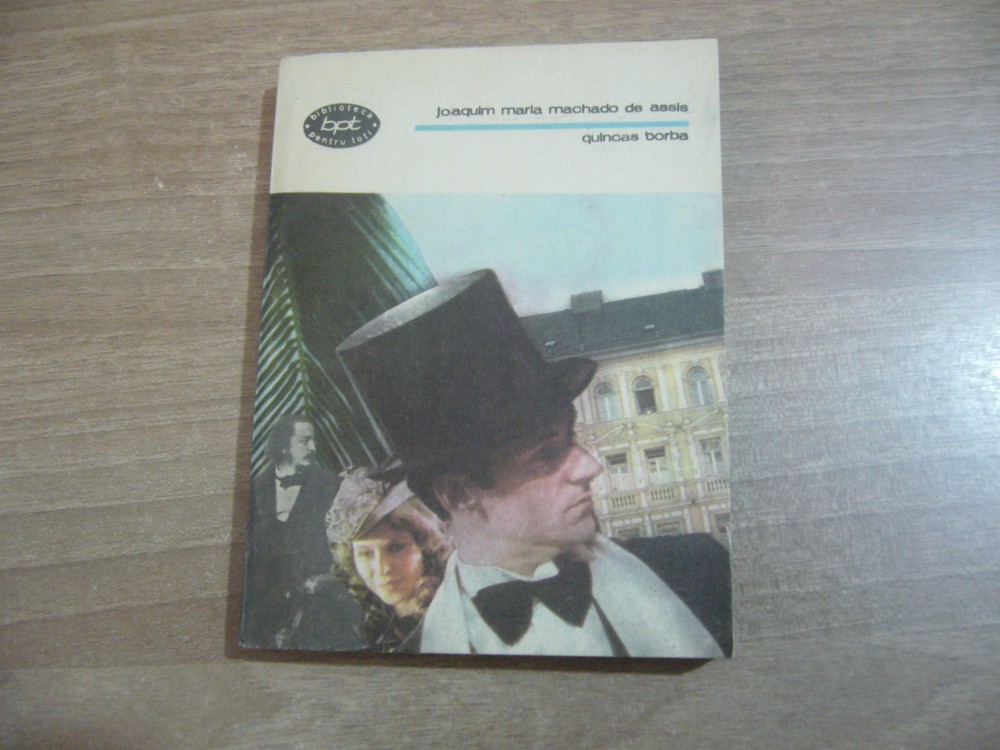 biblioteca
bpt
pentru toți
joaquim maria machado de assis
quincas borba